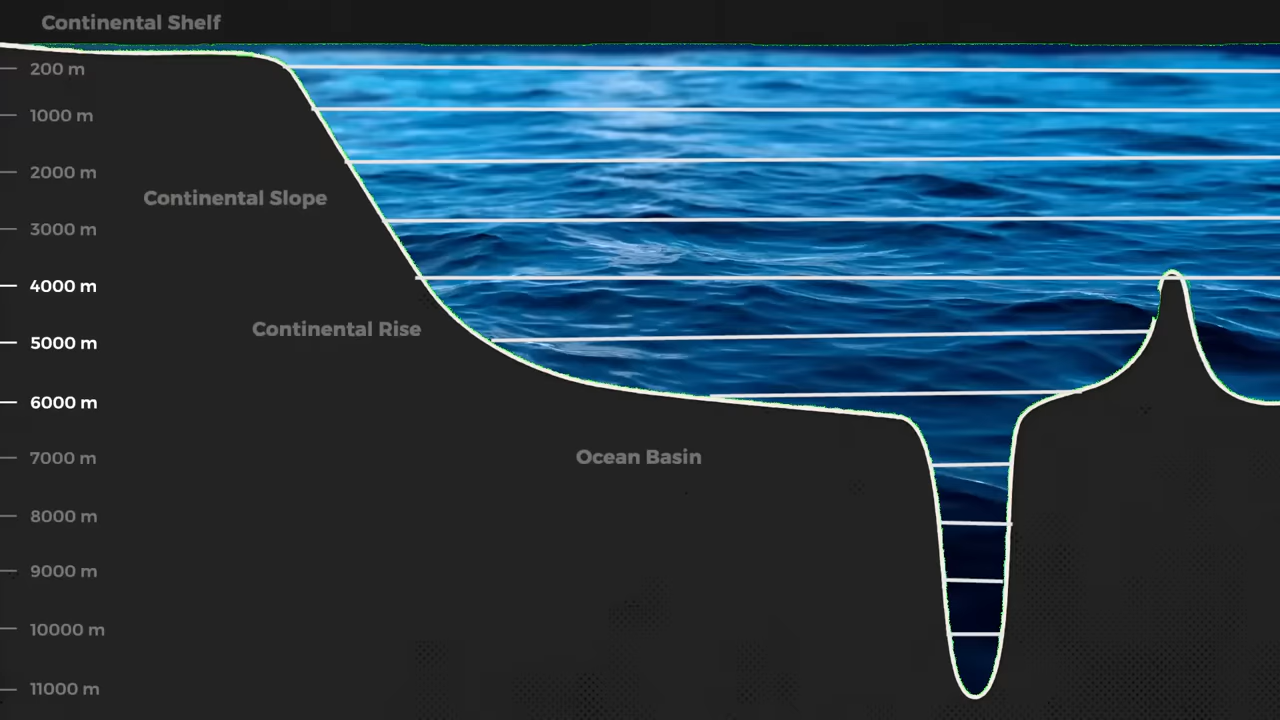 Continental Shelf
200 m
1000 m
2000 m
Continental Slope
3000 m
4000 m
Continental Rise
5000 m
6000 m
Ocean Basin
7000 m
8000 m
9000 m
10000 m
11000 m